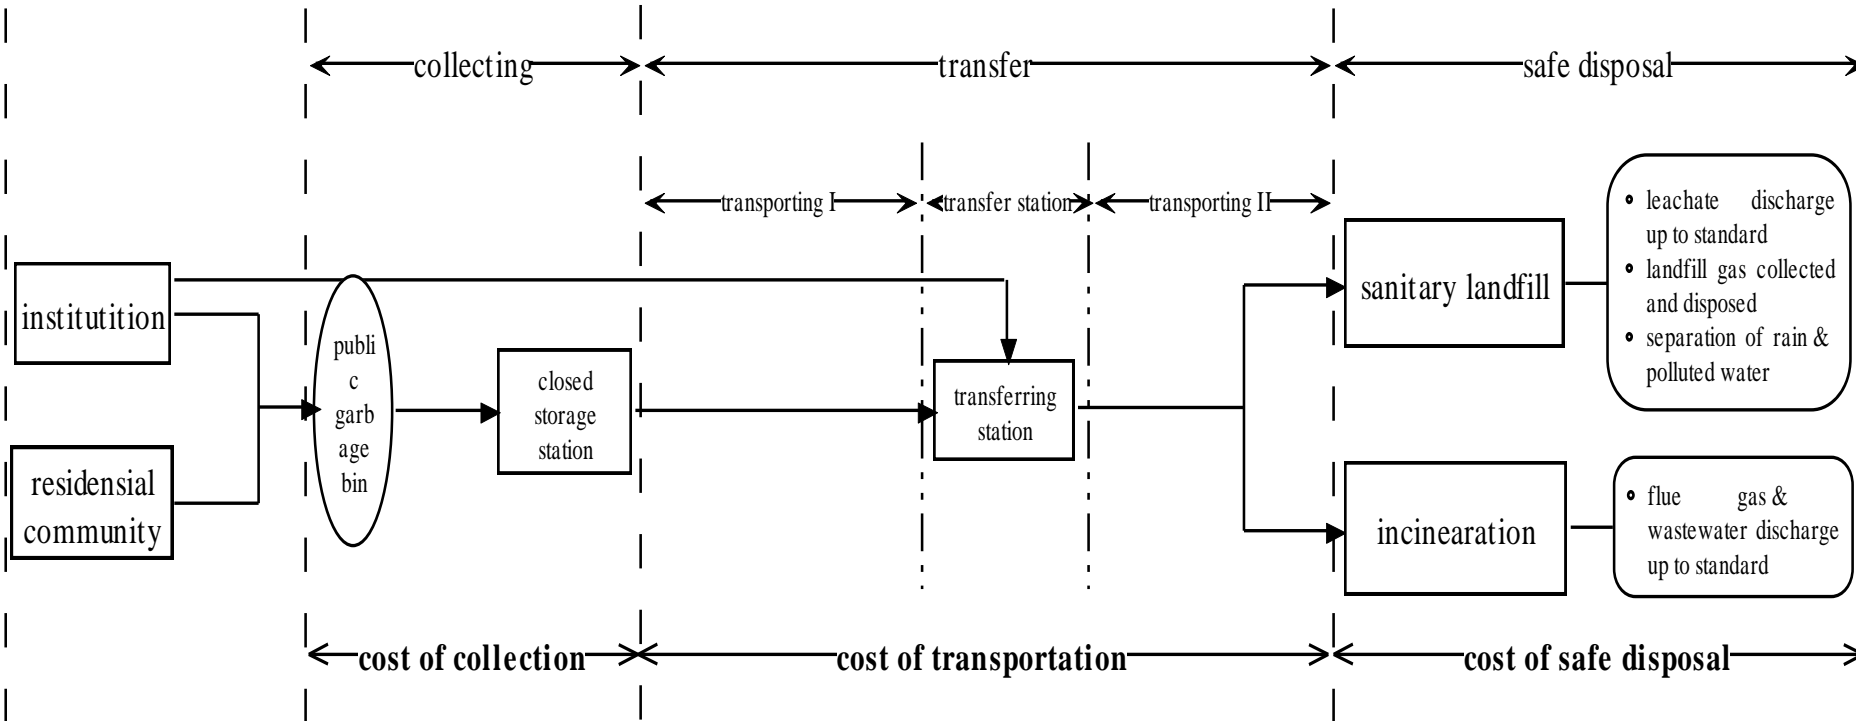 collecting
transfer
safe disposal
transporting I
transfer station
transporting II
institutition
residensial
community
publi
c
garb
age
bin
closed
storage
station
transferring
station
sanitary landfill
leachate discharge
up to standard
landfill gas collected
and disposed
separation of rain &
polluted water
incinearation
flue gas &
wastewater discharge
up to standard
cost of collection
cost of transportation
cost of safe disposal